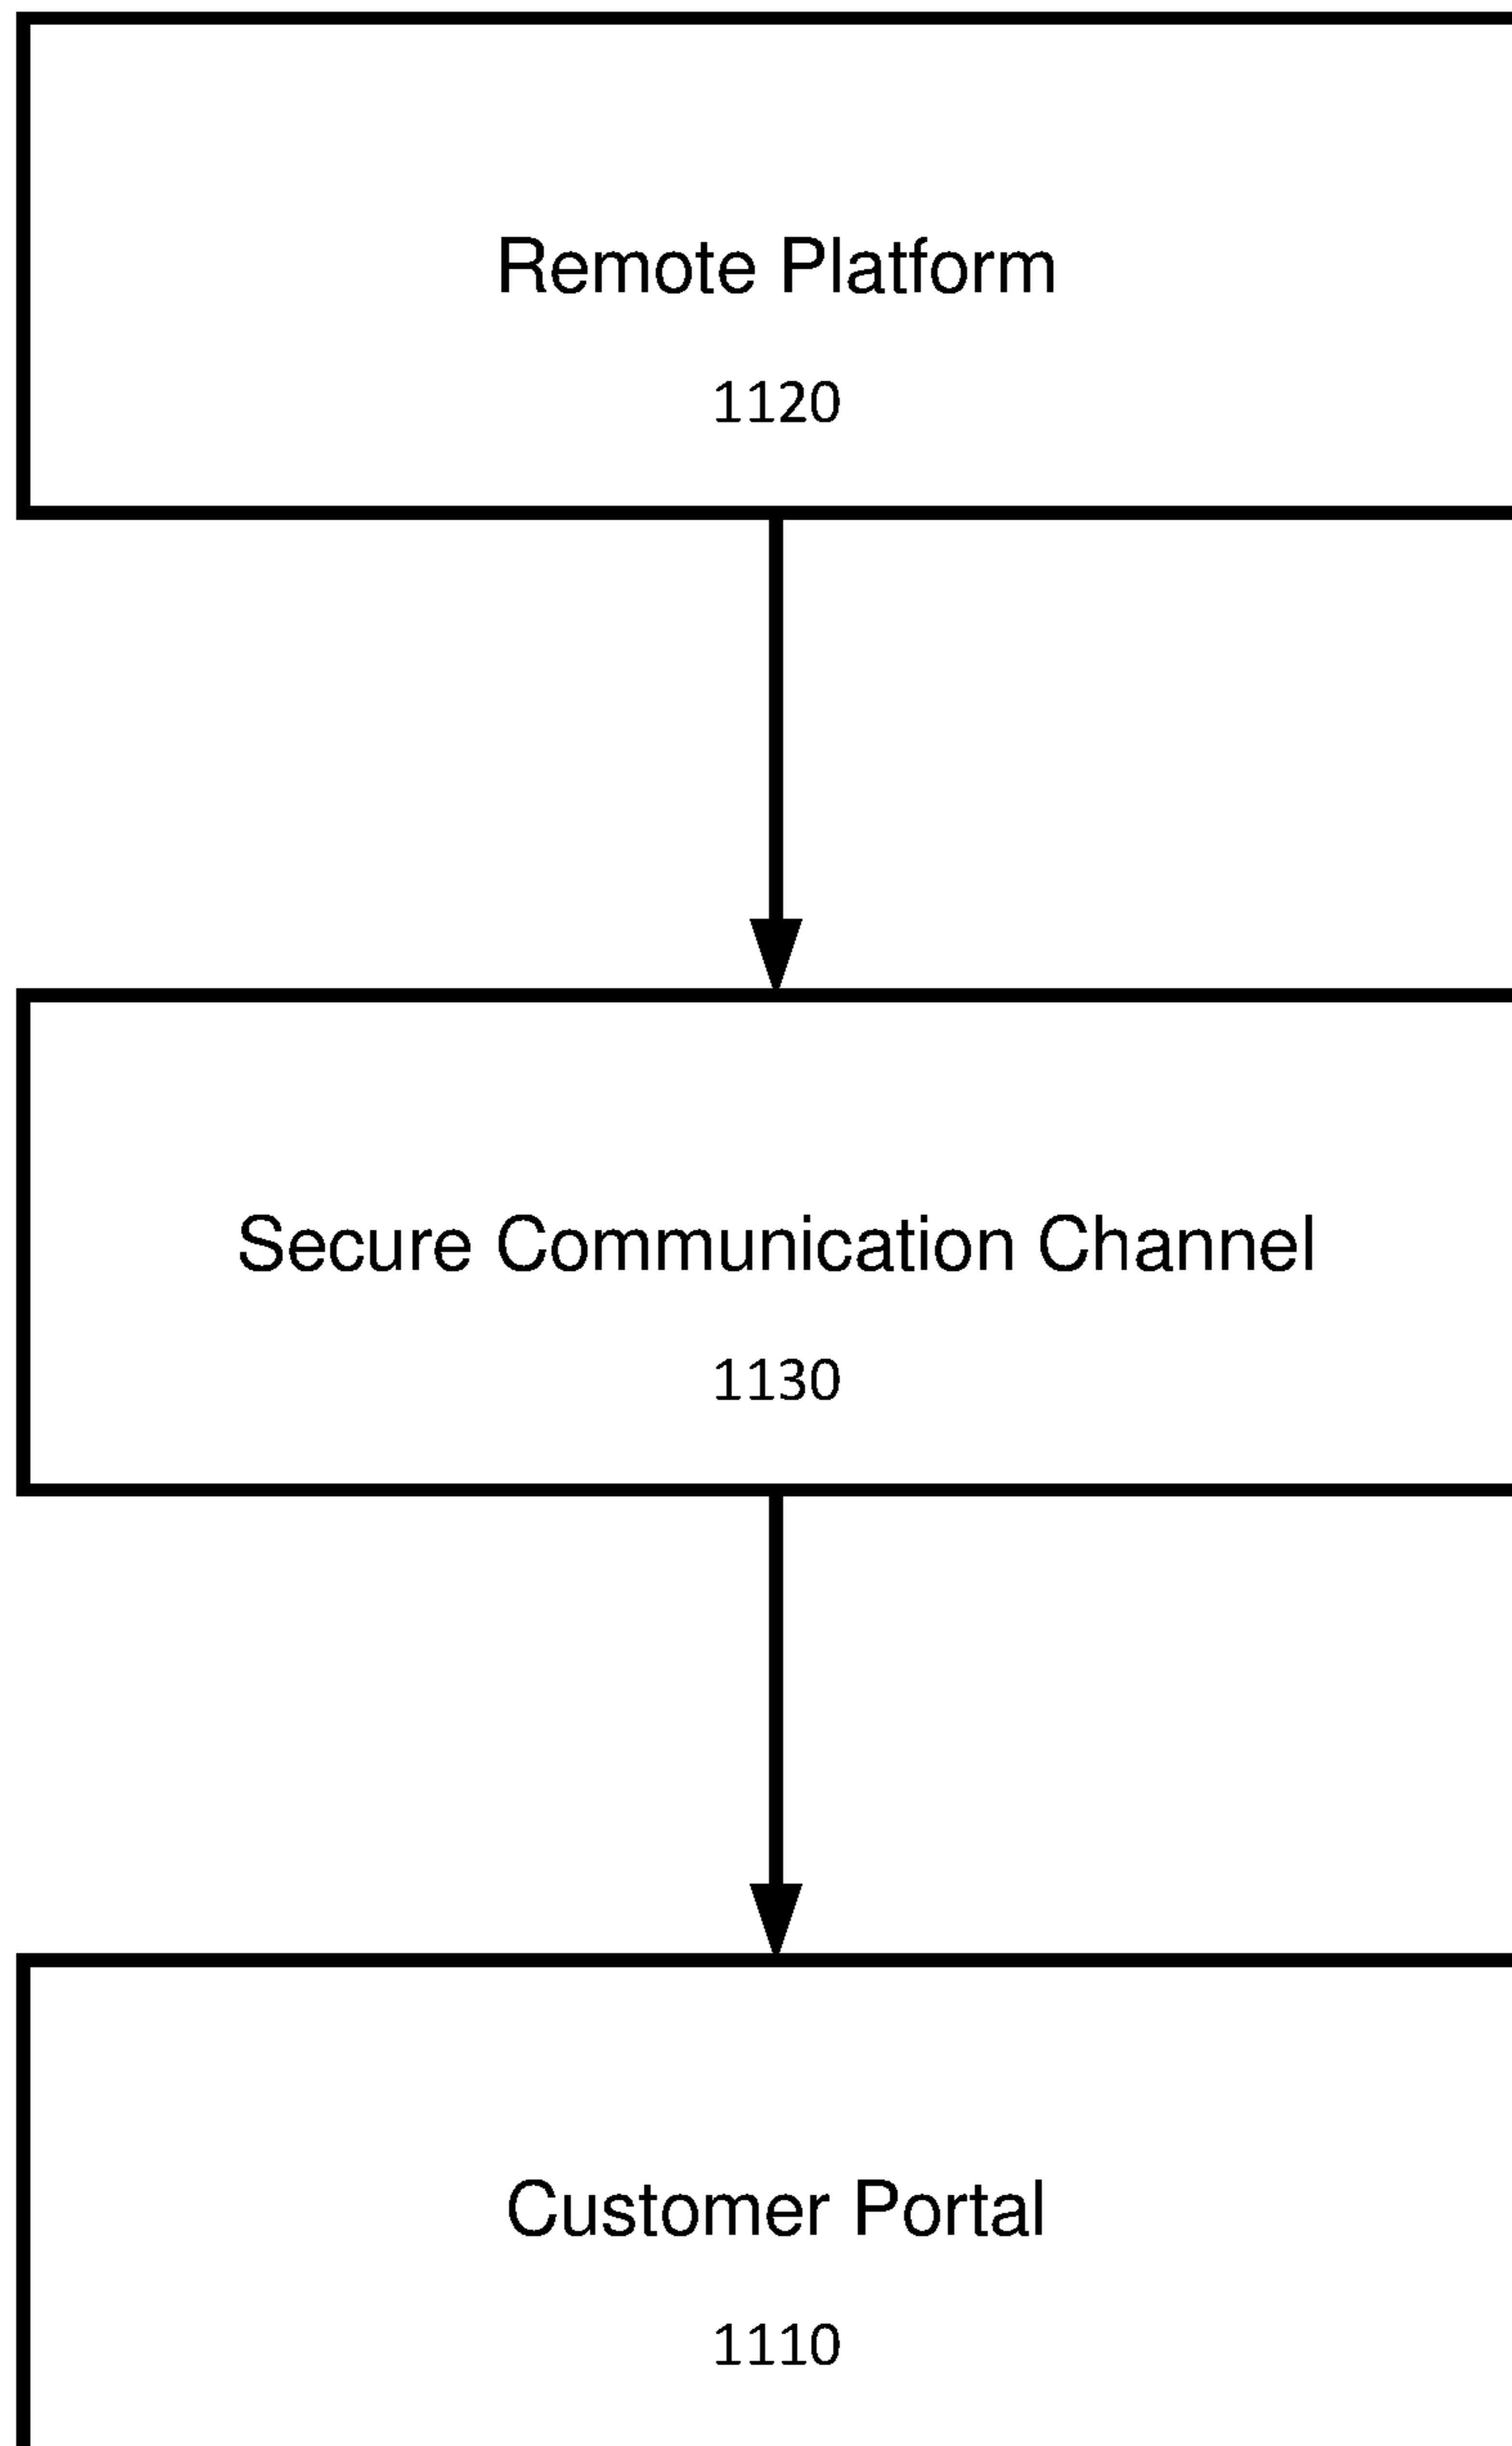 Remote Platform
1120
Secure Communication Channel
1130
Customer Portal
1110